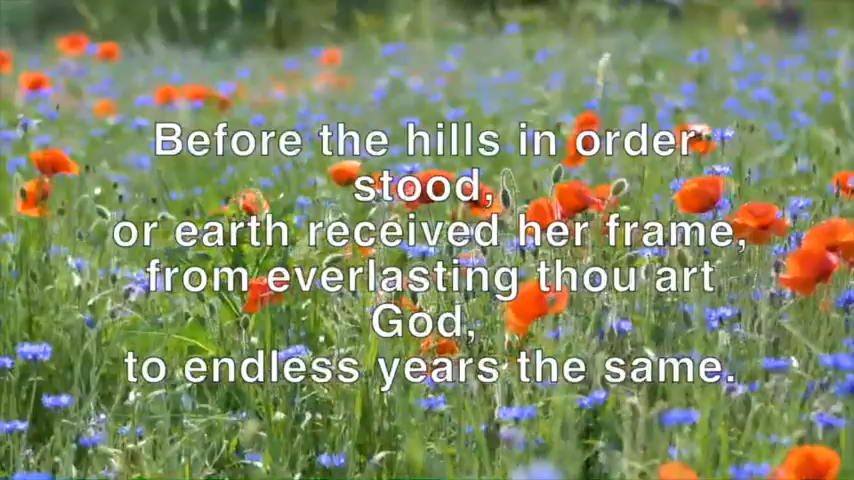 Before the hills in order
stood,
or earth received her frame,
from everlasting thou art
God,
to endless years the same.